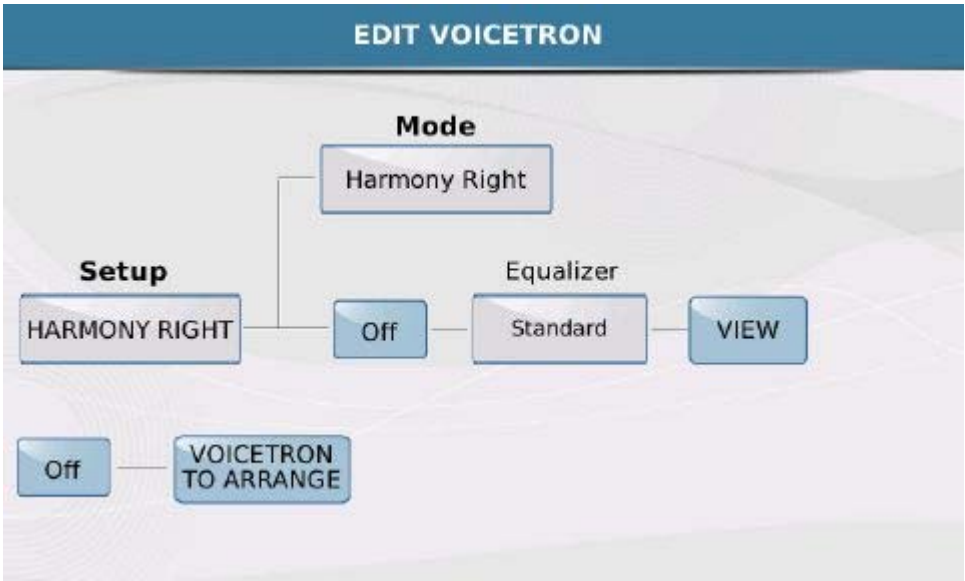 EDIT VOICETRON
Mode
Harmony Right
Setup
Equalizer
HARMONY RIGHT
Off
Standard
VIEW
Off
VOICETRON
TO ARRANGE